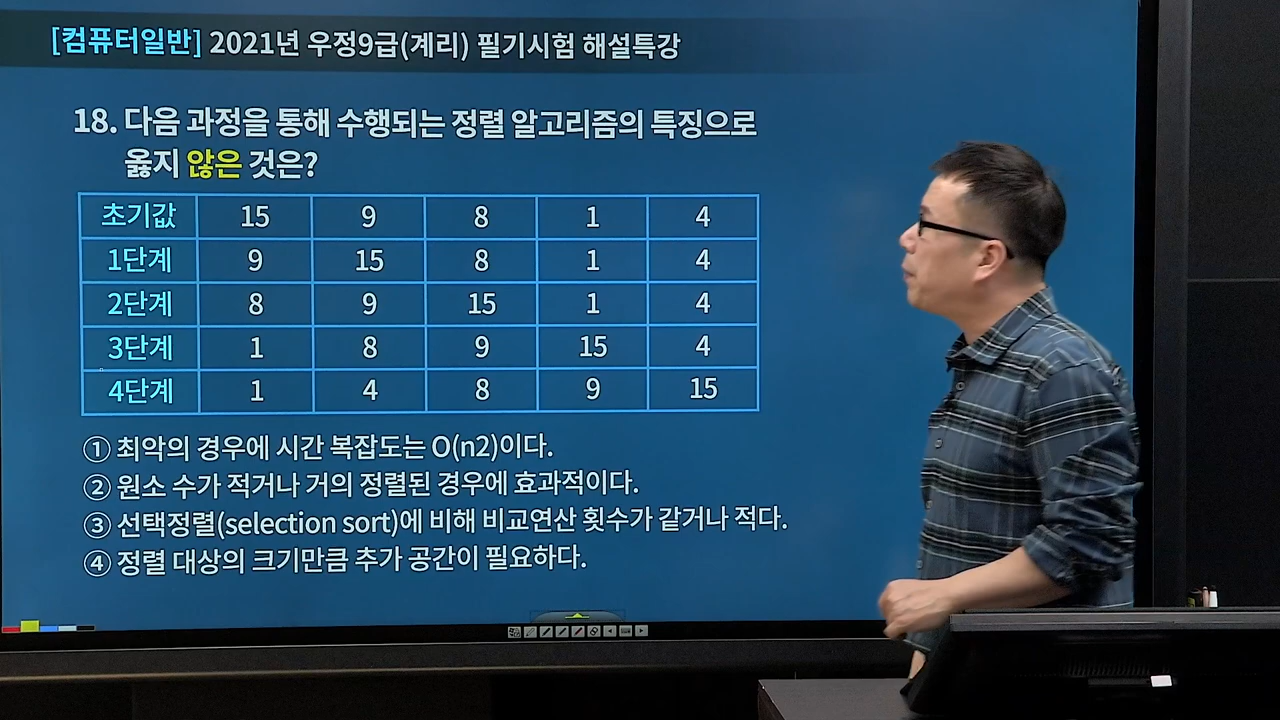 [컴퓨터일반] 2021년 우정9급(계리) 필기시험 해설특강
18. 다음 과정을 통해 수행되는 정렬 알고리즘의 특징으로
옳지 않은 것은?
초기값 15 9 8 1 4
1단계 9 15 8 1 4
2단계 8 9 15 1 4
3단계 1 8 9 15 4
4단계 1 4 8 9 15
① 최악의 경우에 시간 복잡도는 O(n2)이다.
② 원소 수가 적거나 거의 정렬된 경우에 효과적이다.
③ 선택정렬(selection sort)에 비해 비교연산 횟수가 같거나 적다.
④ 정렬 대상의 크기만큼 추가 공간이 필요하다.